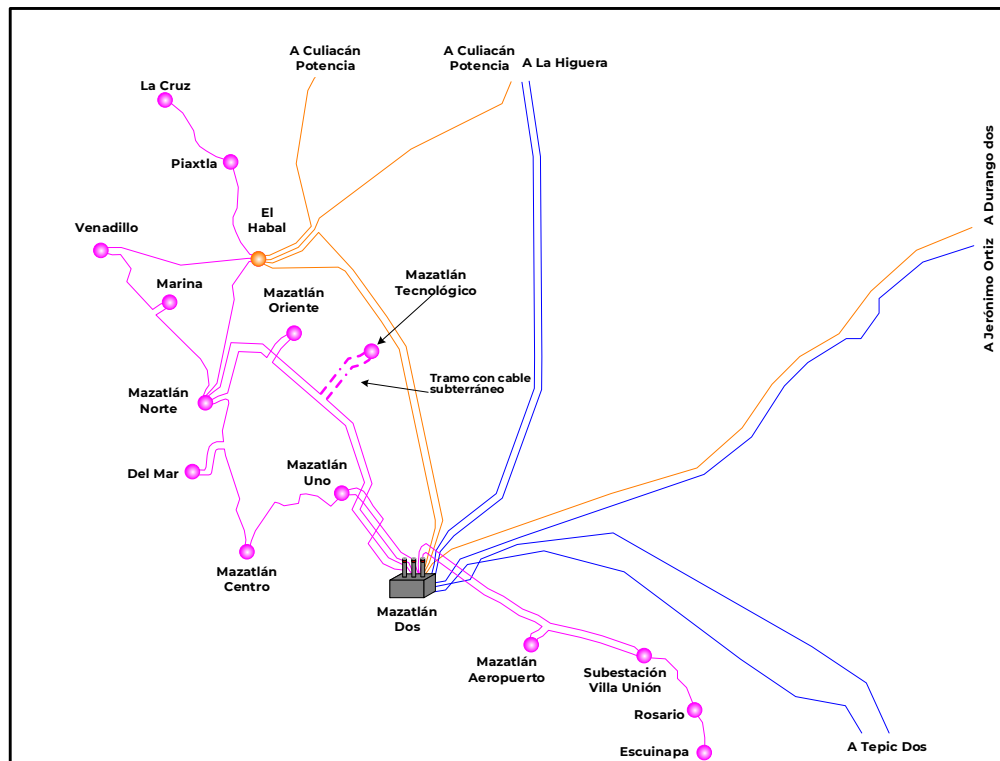 A Culiacán
Potencia
A Culiacán
Potencia
A La Higuera
La Cruz
Piaxtla
A Durango dos
A Jerónimo Ortiz
El
Habal
Venadillo
Marina
Mazatlán
Oriente
Mazatlán
Tecnológico
Tramo con cable
subterráneo
Mazatlán
Norte
Del Mar
Mazatlán
Uno
Mazatlán
Centro
Mazatlán
Dos
Mazatlán
Aeropuerto
Subestación
Villa Unión
Rosario
Escuinapa
A Tepic Dos